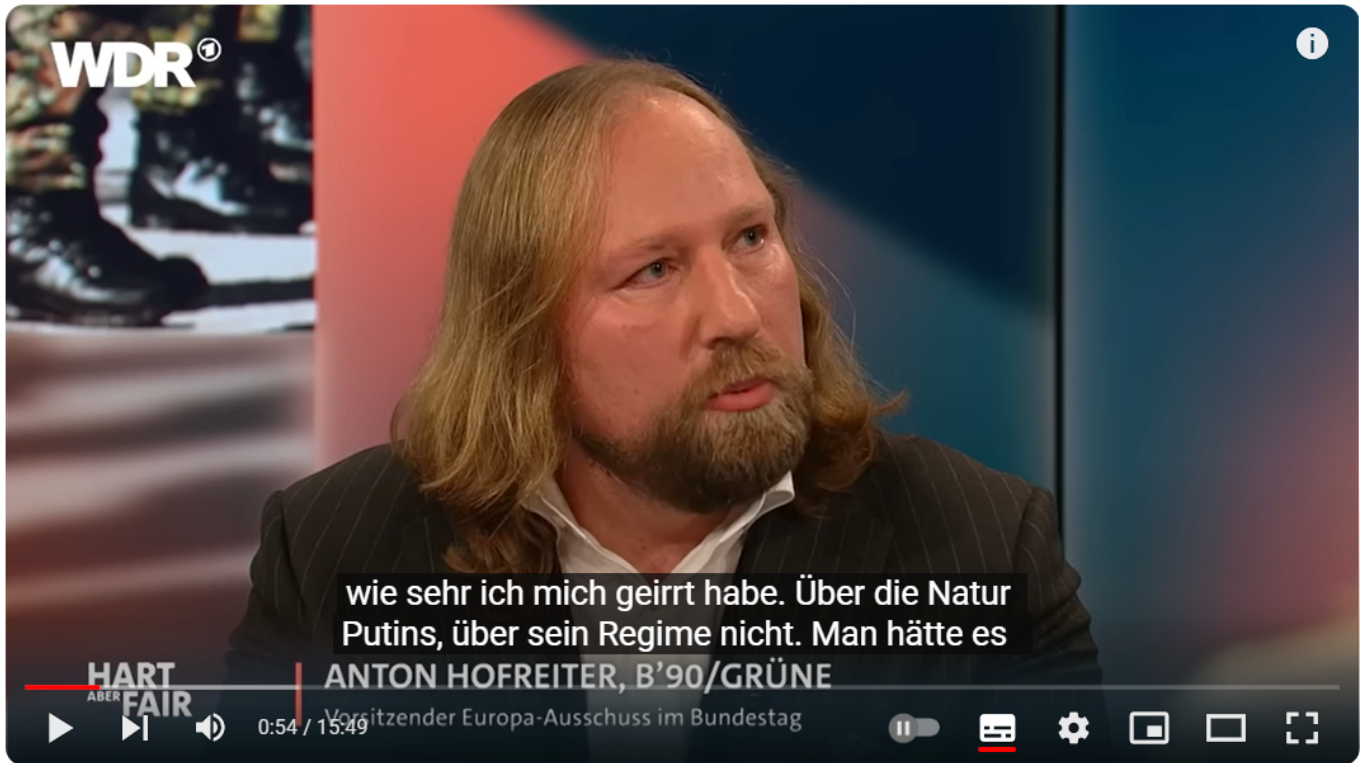 WDR
wie sehr ich mich geirrt habe. Über die Natur
Putins, über sein Regime nicht. Man hätte es
HART
ABER FAIR
ANTON HOFREITER, B'90/GRÜNE
Vorsitzender Europa-Ausschuss im Bundestag
0:54 / 15:49